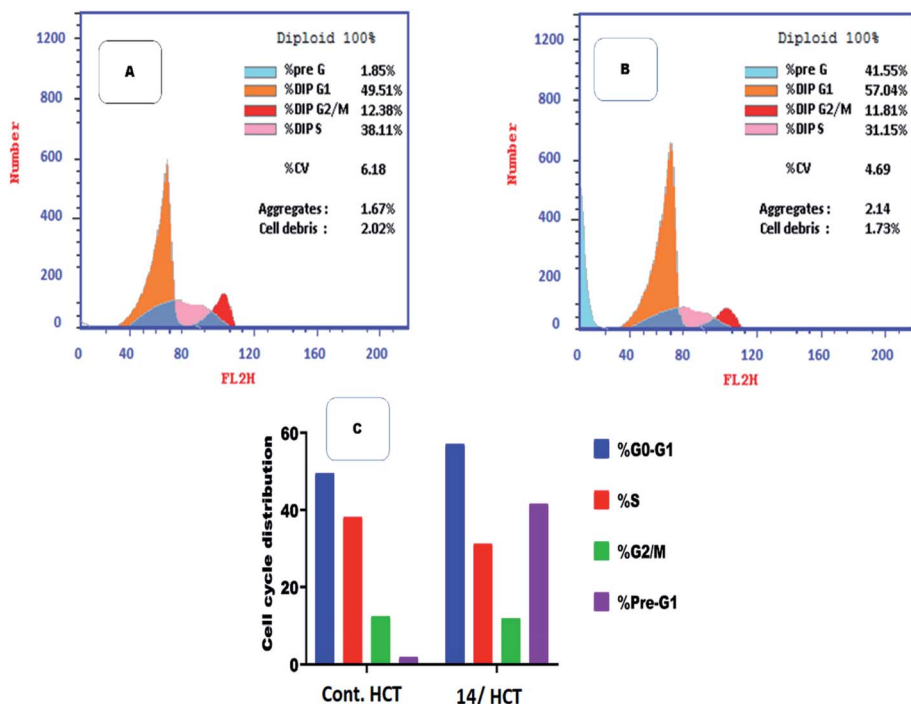 A
Diploid 100%
%pre G 1.85%
%DIP G1 49.51%
%DIP G2/M 12.38%
%DIP S 38.11%
%CV 6.18
Aggregates : 1.67%
Cell debris : 2.02%
Number
1200
800
600
400
200
0
0 40 80 120 160 200
FL2H
B
Diploid 100%
%pre G 41.55%
%DIP G1 57.04%
%DIP G2/M 11.81%
%DIP S 31.15%
%CV 4.69
Aggregates : 2.14
Cell debris : 1.73%
Number
1200
800
600
400
200
0
0 40 80 120 160 200
FL2H
C
Cell cycle distribution
60
40
20
0
Cont. HCT 14/ HCT
%G0-G1
%S
%G2/M
%Pre-G1